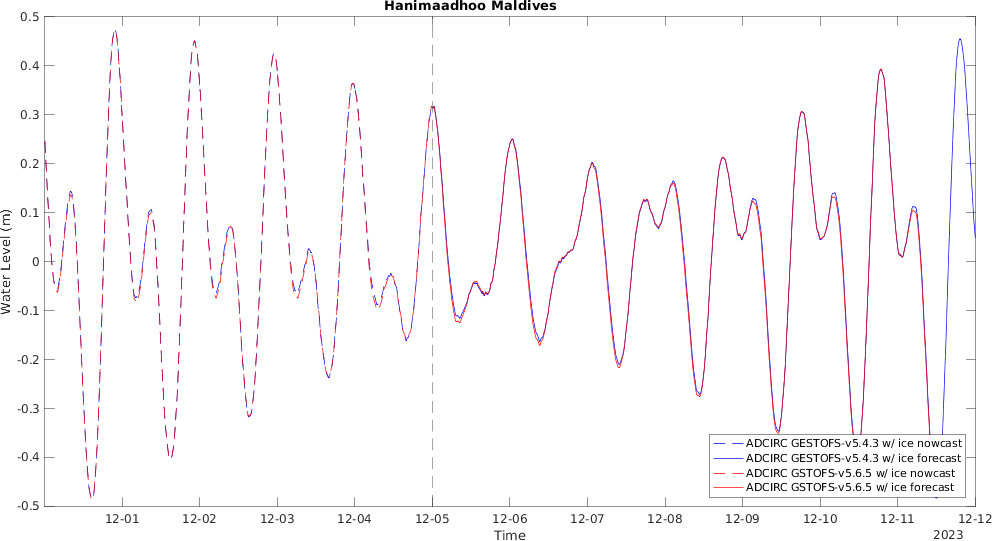 Hanimaadhoo Maldives
Water Level (m)
0.5
0.4
0.3
0.2
0.1
0
-0.1
-0.2
-0.3
-0.4
-0.5
ADCIRC GESTOFS-v5.4.3 w/ ice nowcast
ADCIRC GESTOFS-v5.4.3 w/ ice forecast
ADCIRC GSTOFS-v5.6.5 w/ ice nowcast
ADCIRC GSTOFS-v5.6.5 w/ ice forecast
12-01 12-02 12-03 12-04 12-05 12-06 12-07 12-08 12-09 12-10 12-11 12-12
Time
2023